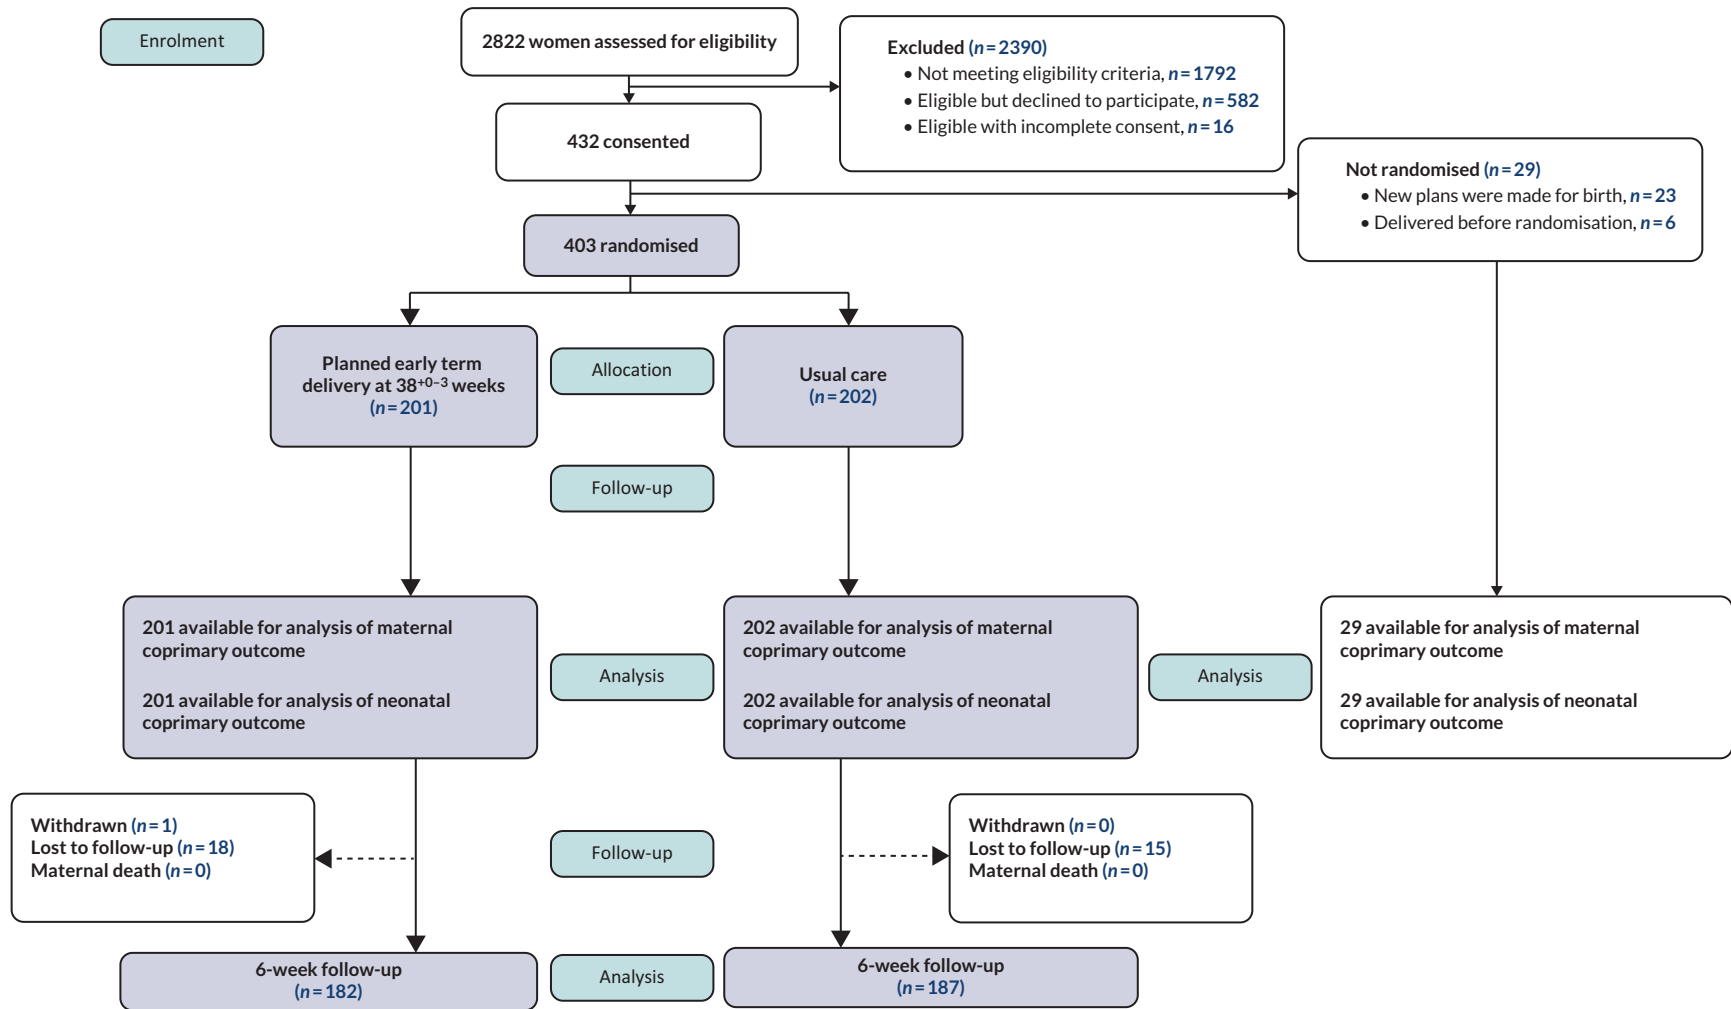 Enrolment
2822 women assessed for eligibility
Excluded (n=2390)
• Not meeting eligibility criteria, n=1792
• Eligible but declined to participate, n=582
• Eligible with incomplete consent, n=16
432 consented
Not randomised (n=29)
• New plans were made for birth, n=23
• Delivered before randomisation, n=6
403 randomised
Planned early term
delivery at 38⁺⁰⁻³ weeks
(n=201)
Allocation
Usual care
(n=202)
Follow-up
201 available for analysis of maternal
coprimary outcome
201 available for analysis of neonatal
coprimary outcome
Analysis
202 available for analysis of maternal
coprimary outcome
202 available for analysis of neonatal
coprimary outcome
Analysis
29 available for analysis of maternal
coprimary outcome
29 available for analysis of neonatal
coprimary outcome
Withdrawn (n=1)
Lost to follow-up (n=18)
Maternal death (n=0)
Follow-up
Withdrawn (n=0)
Lost to follow-up (n=15)
Maternal death (n=0)
6-week follow-up
(n=182)
Analysis
6-week follow-up
(n=187)